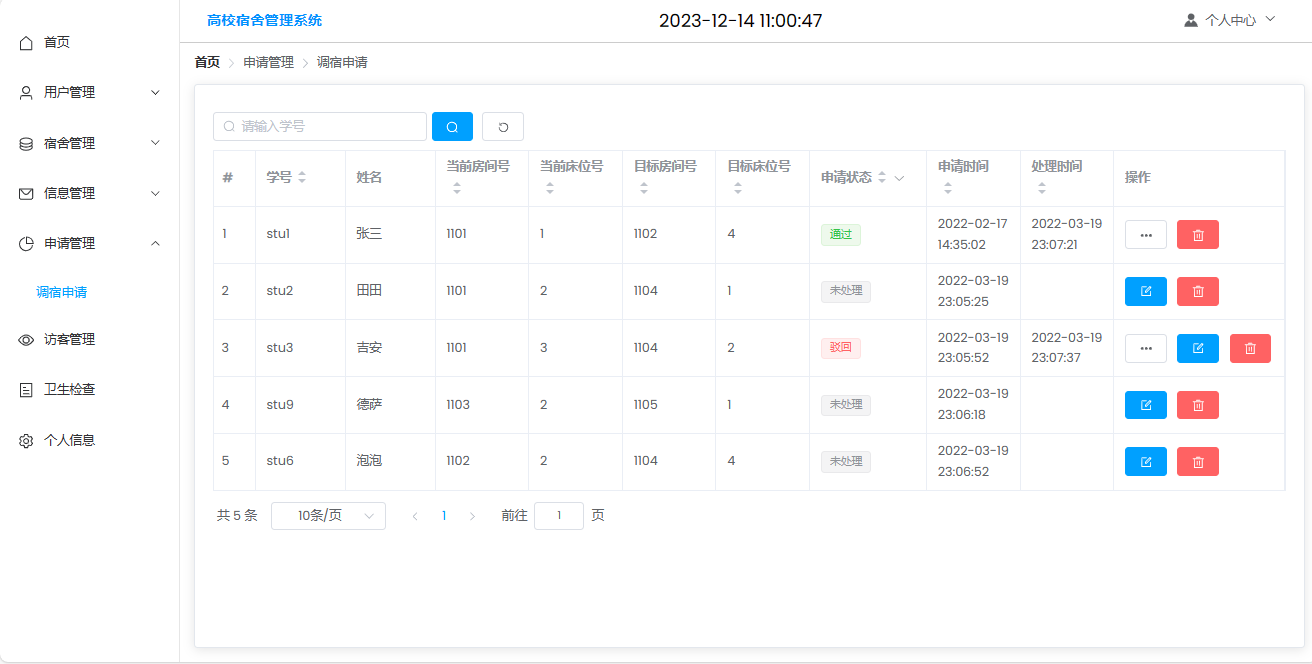 高校宿舍管理系统
2023-12-14 11:00:47
个人中心
首页
用户管理
宿舍管理
信息管理
申请管理
调宿申请
访客管理
卫生检查
个人信息
首页 申请管理 调宿申请
请输入学号
# 学号 姓名 当前房间号 当前床位号 目标房间号 目标床位号 申请状态 申请时间 处理时间 操作
1 stu1 张三 1101 1 1102 4 通过 2022-02-17 14:35:02 2022-03-19 23:07:21
2 stu2 田田 1101 2 1104 1 未处理 2022-03-19 23:05:25
3 stu3 吉安 1101 3 1104 2 驳回 2022-03-19 23:05:52 2022-03-19 23:07:37
4 stu9 德萨 1103 2 1105 1 未处理 2022-03-19 23:06:18
5 stu6 泡泡 1102 2 1104 4 未处理 2022-03-19 23:06:52
共 5 条 10条/页 1 前往 1 页